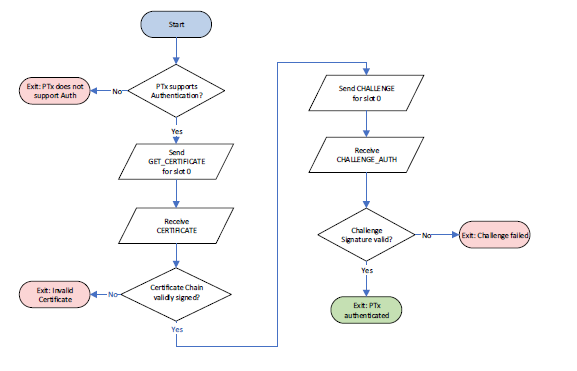 Start
PTx supports
Authentication?
No
Exit: PTx does not
support Auth
Yes
Send
GET_CERTIFICATE
for slot 0
Receive
CERTIFICATE
Certificate Chain
validly signed?
No
Exit: Invalid
Certificate
Yes
Send CHALLENGE
for slot 0
Receive
CHALLENGE_AUTH
Challenge
Signature valid?
No
Exit: Challenge failed
Yes
Exit: PTx
authenticated